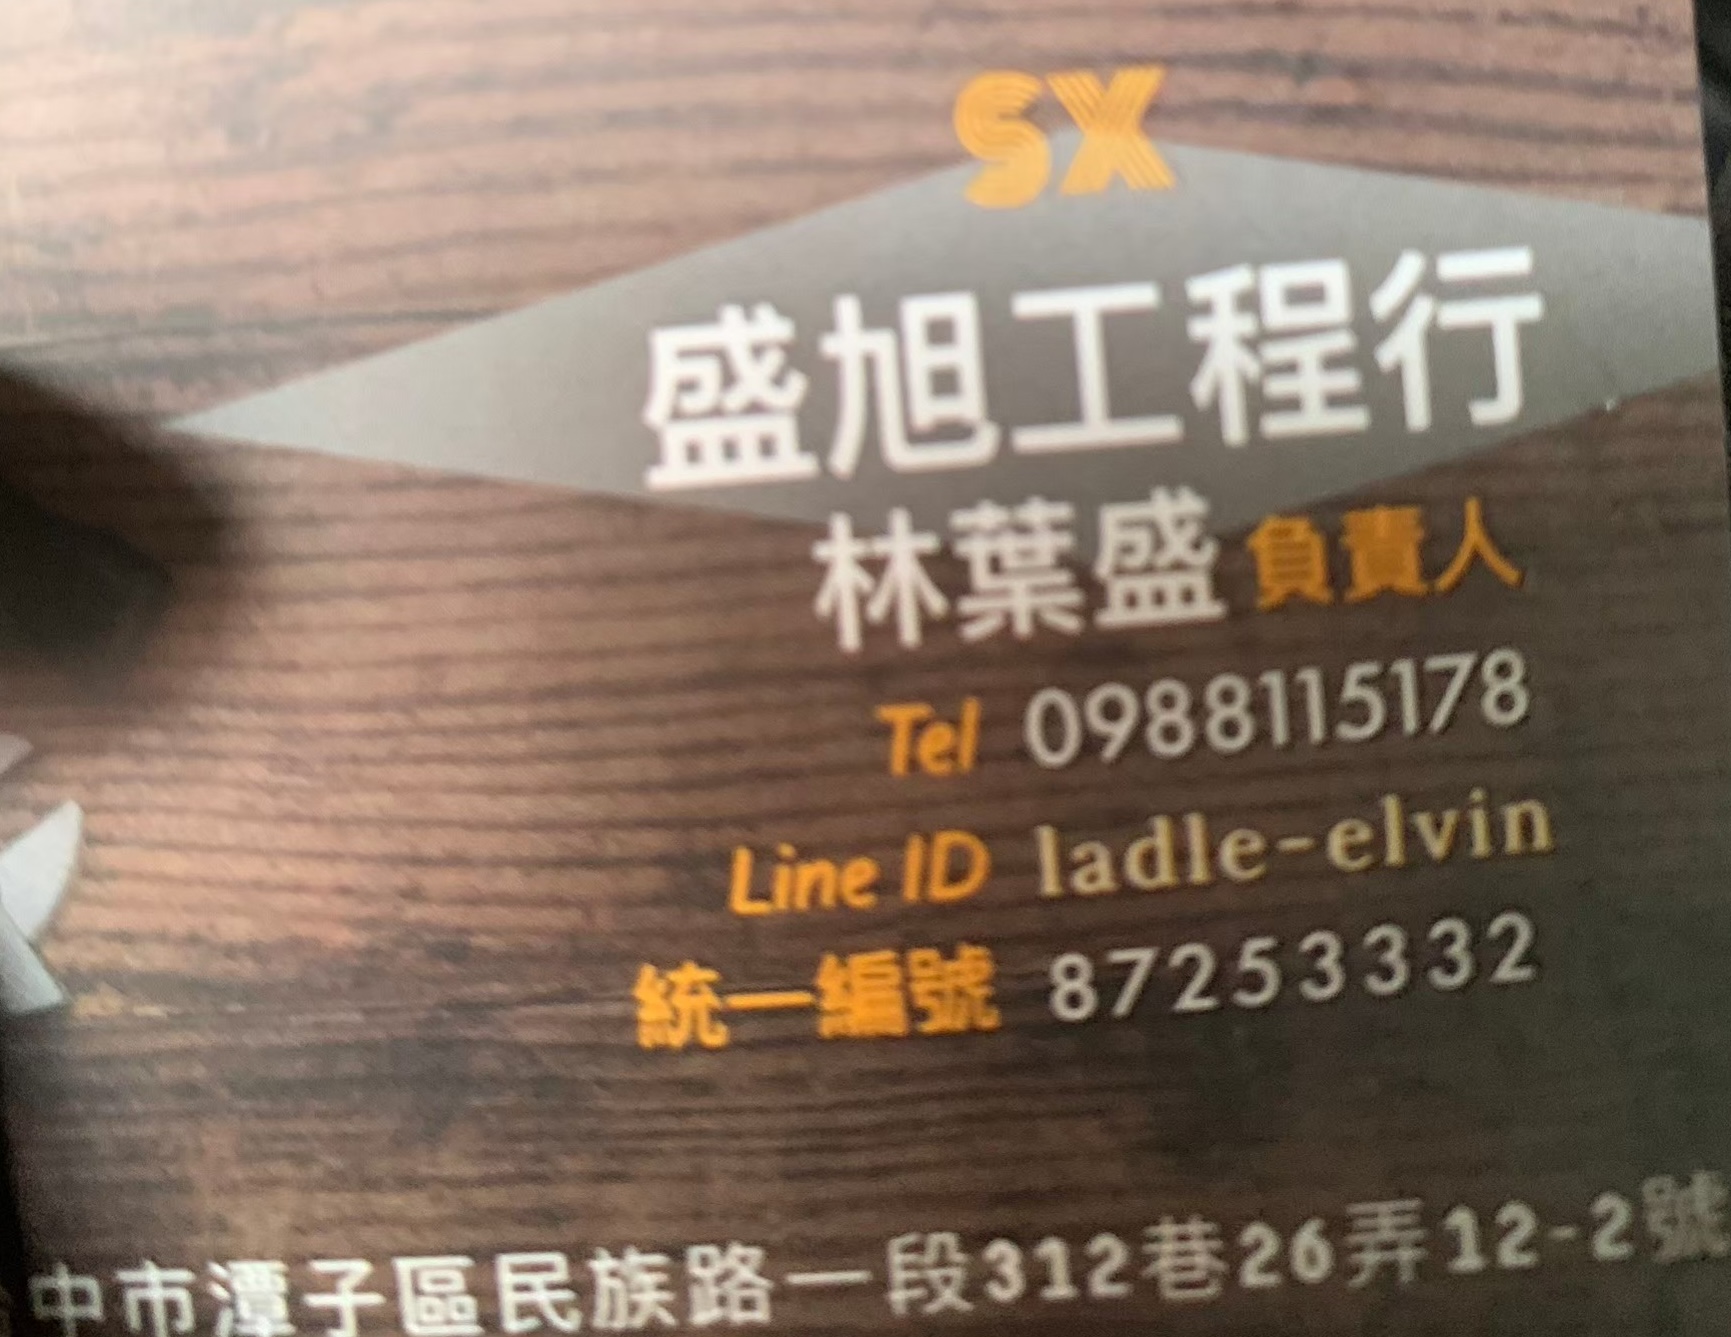 SX
盛旭工程行
林葉盛 負責人
Tel 0988115178
Line ID ladle-elvin
統一編號 87253332
中市潭子區民族路一段312巷26弄12-2號